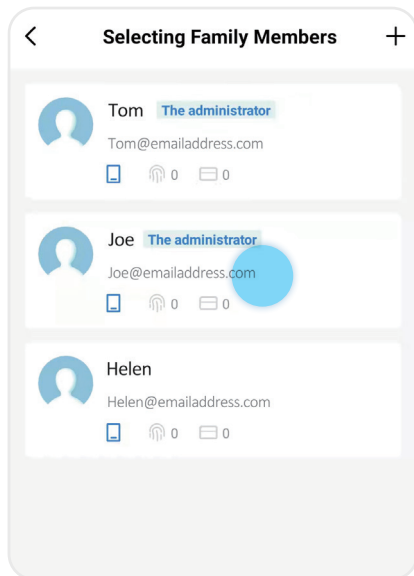 Selecting Family Members
Tom The administrator
Tom@emailaddress.com
0 0
Joe The administrator
Joe@emailaddress.com
0 0
Helen
Helen@emailaddress.com
0 0